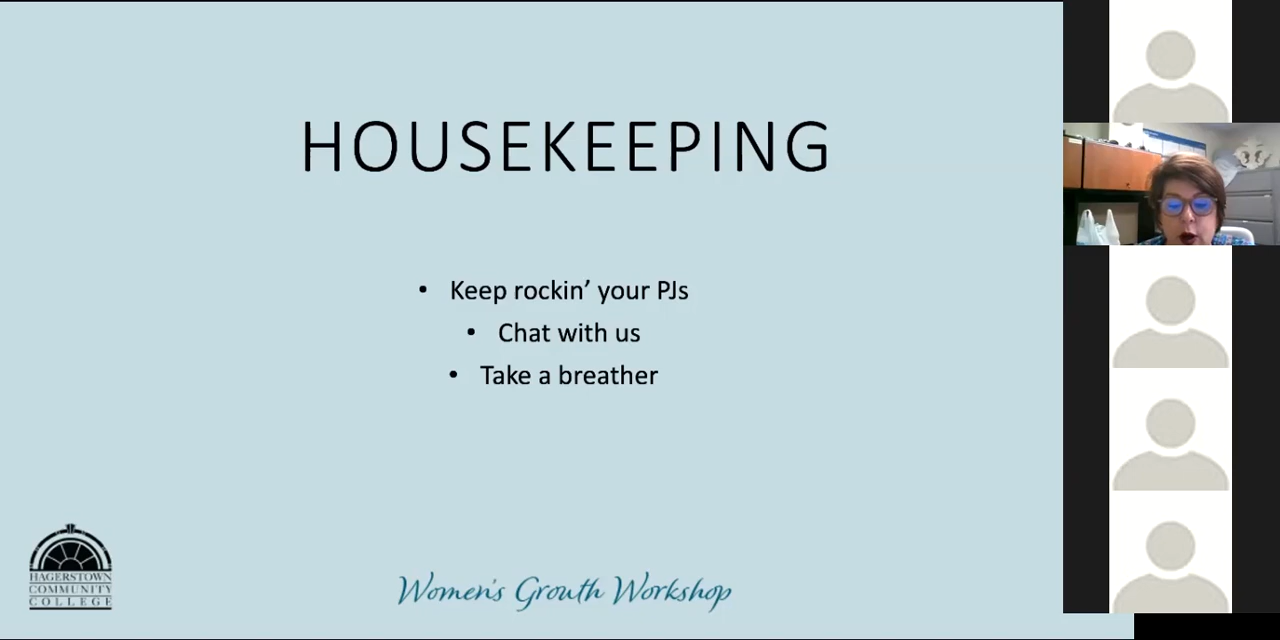 HOUSEKEEPING
• Keep rockin’ your PJs
• Chat with us
• Take a breather
HAGERSTOWN
COMMUNITY
COLLEGE
Women's Growth Workshop